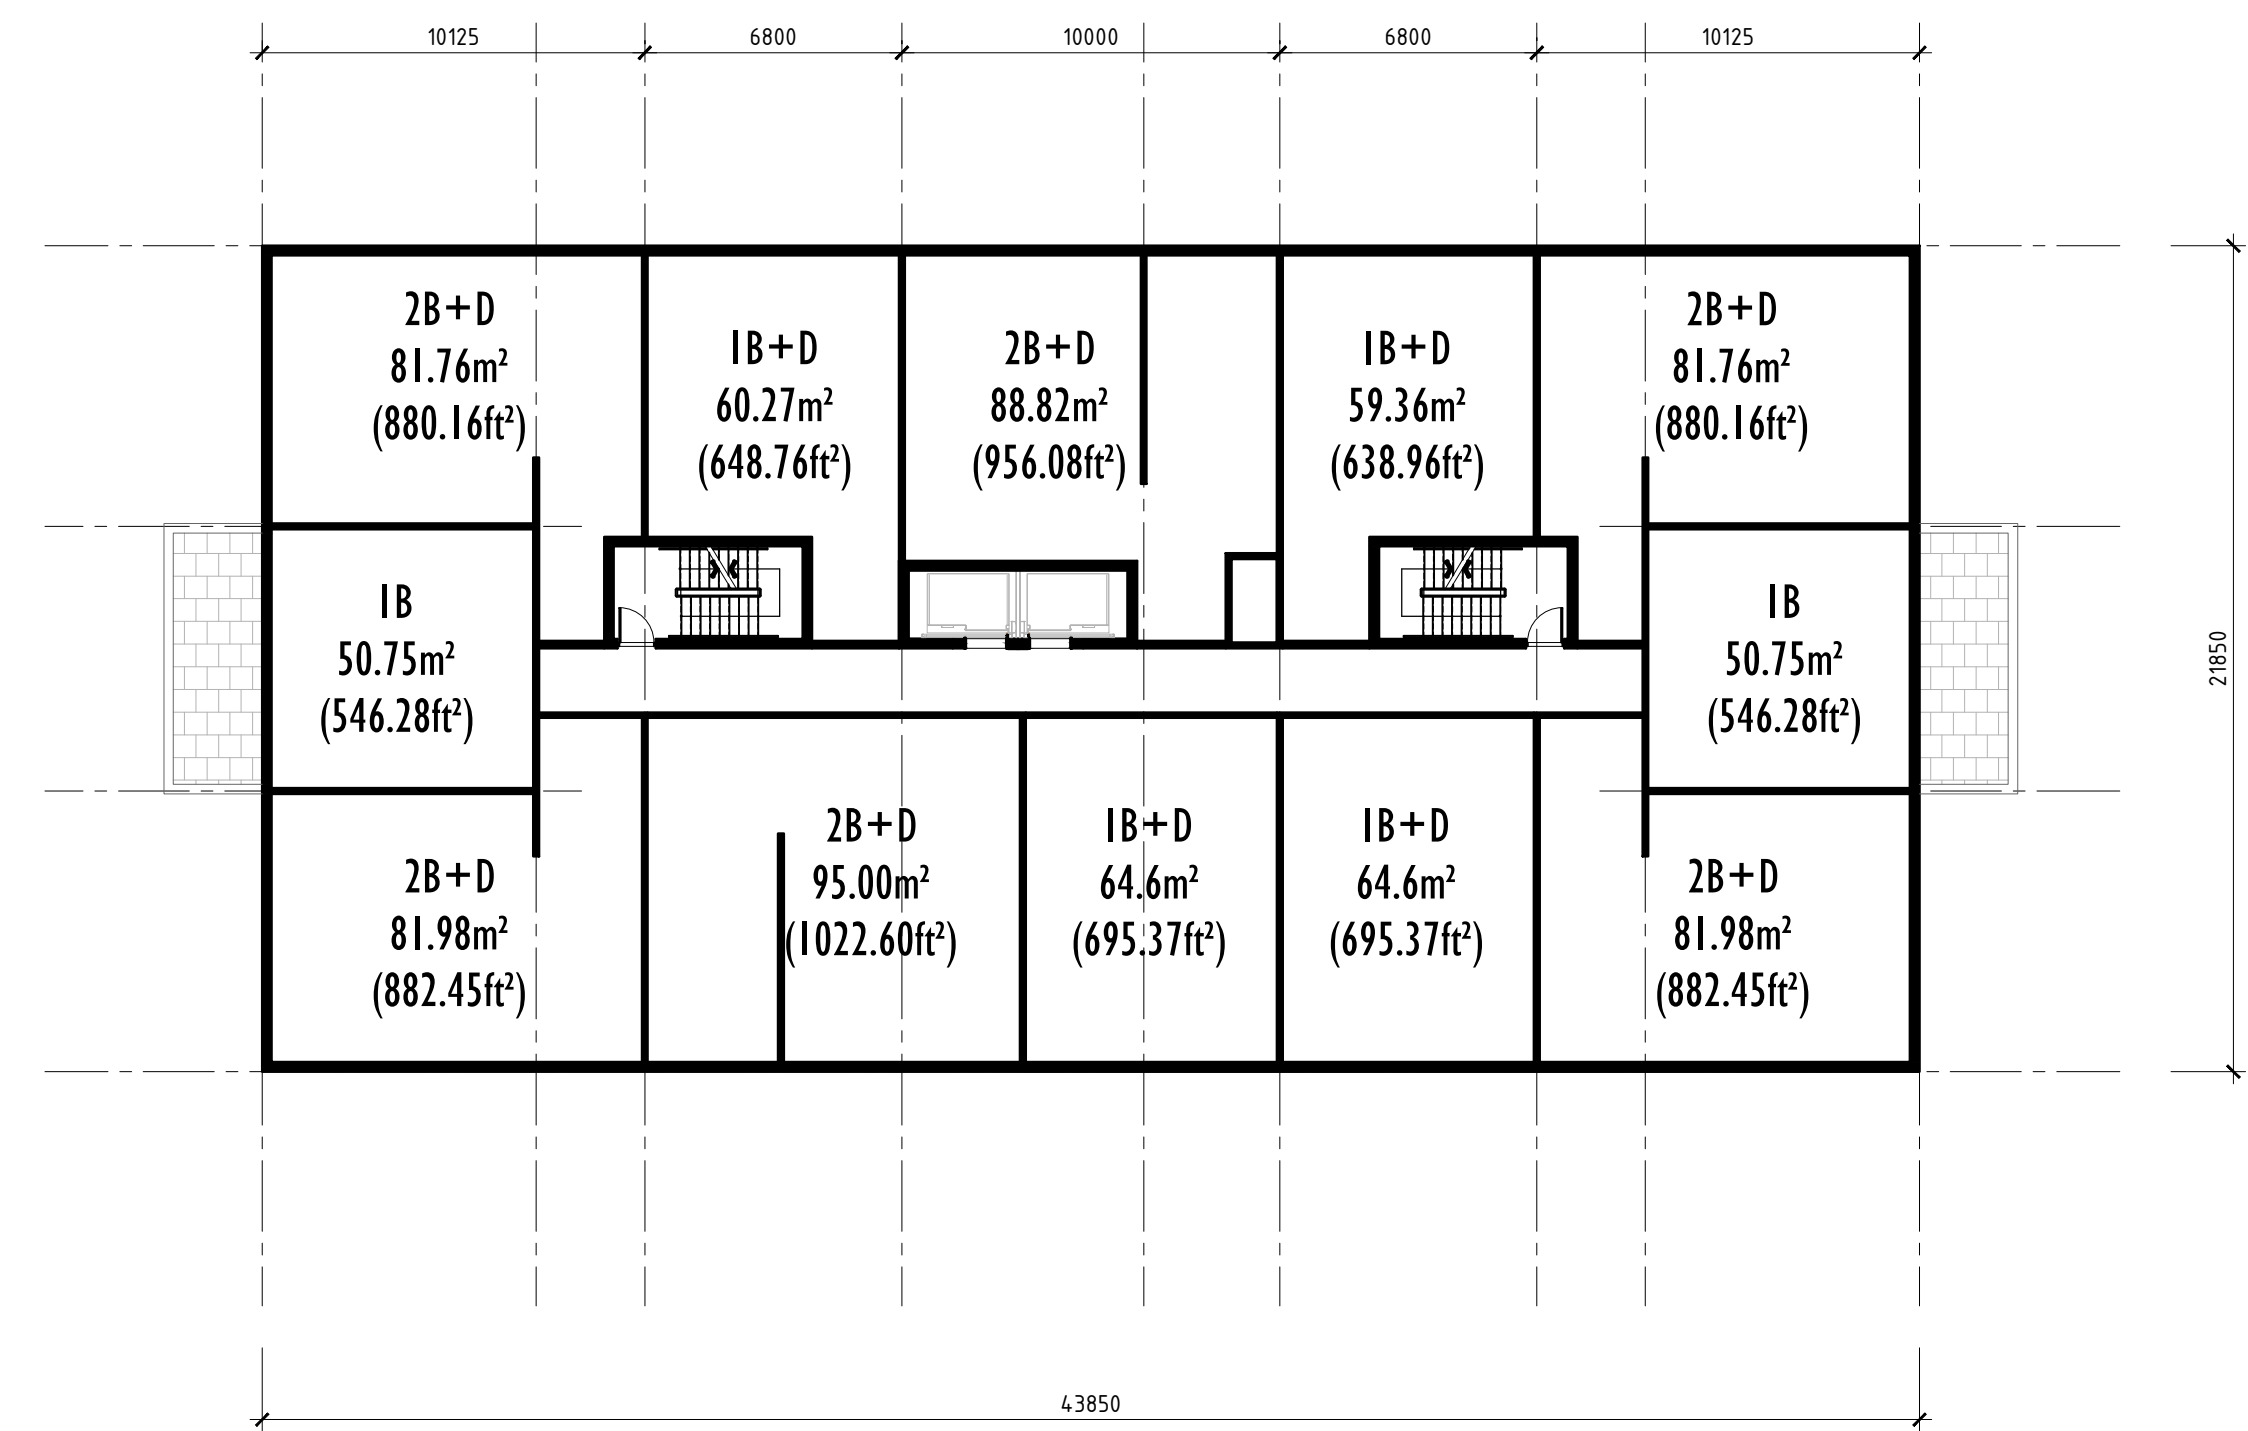 10125
6800
10000
6800
10125
2B+D
81.76m²
(880.16ft²)
1B+D
60.27m²
(648.76ft²)
2B+D
88.82m²
(956.08ft²)
1B+D
59.36m²
(638.96ft²)
2B+D
81.76m²
(880.16ft²)
1B
50.75m²
(546.28ft²)
1B
50.75m²
(546.28ft²)
21850
2B+D
81.98m²
(882.45ft²)
2B+D
95.00m²
(1022.60ft²)
1B+D
64.6m²
(695.37ft²)
1B+D
64.6m²
(695.37ft²)
2B+D
81.98m²
(882.45ft²)
43850